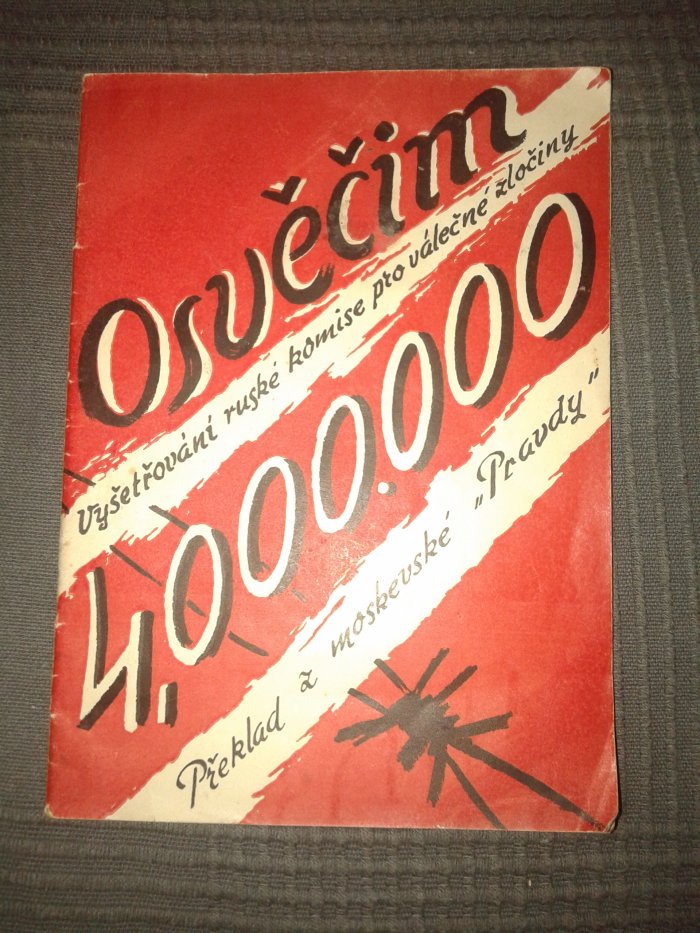 Osvěčim
Vyšetřování ruské komise pro válečné zločiny
4.000.000
Překlad z moskevské „Pravdy"